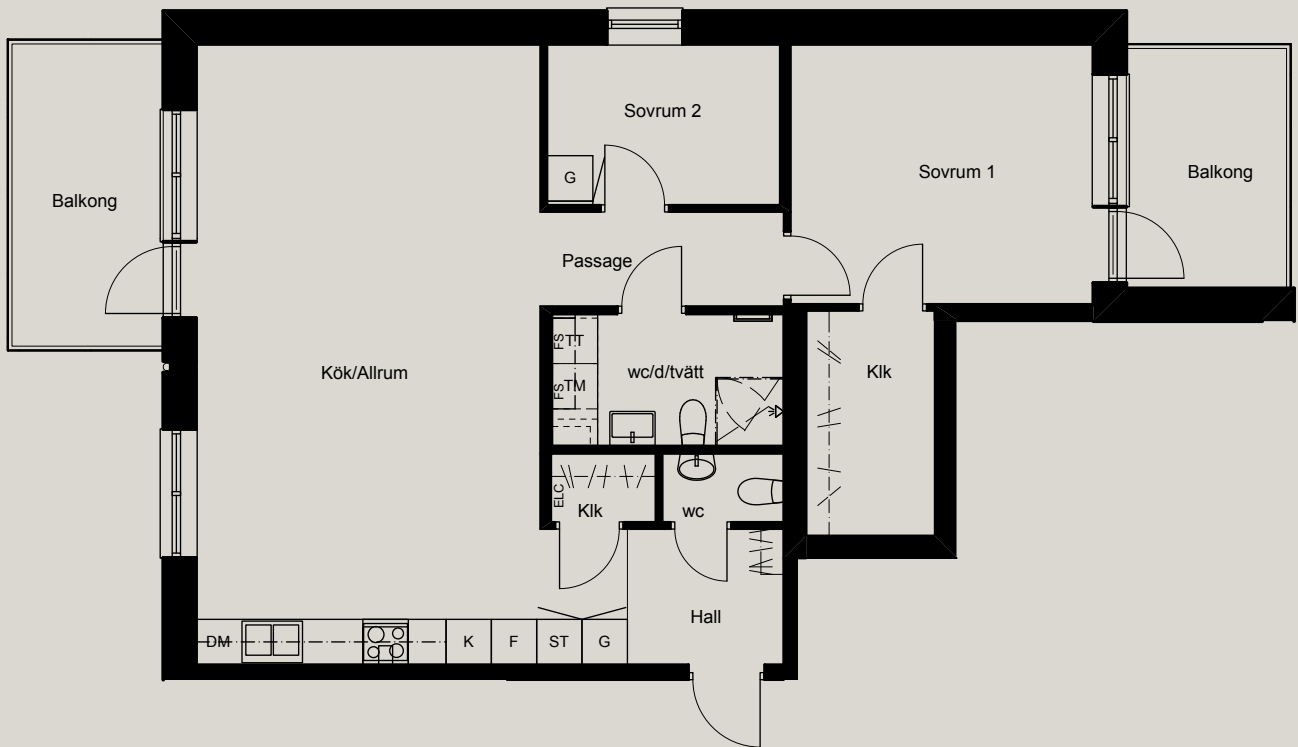 Sovrum 2
G
Sovrum 1
Balkong
Balkong
Passage
FS
TT
FS
TM
wc/d/tvätt
Kök/Allrum
Klk
ELC
Klk
wc
Hall
DM
K
F
ST
G